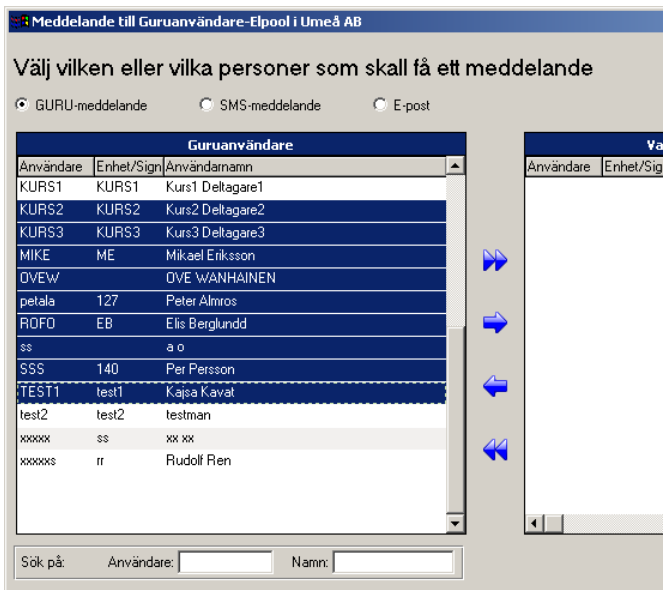 Meddelande till Guruanvändare-Elpool i Umeå AB
Välj vilken eller vilka personer som skall få ett meddelande
GURU-meddelande SMS-meddelande E-post
Guruanvändare
Användare Enhet/Sign Användarnamn
KURS1 KURS1 Kurs1 Deltagare1
KURS2 KURS2 Kurs2 Deltagare2
KURS3 KURS3 Kurs3 Deltagare3
MIKE ME Mikael Eriksson
OVEW OVE WANHAINEN
petala 127 Peter Almros
ROFO EB Elis Berglundd
ss a o
SSS 140 Per Persson
TEST1 test1 Kajsa Kavat
test2 test2 testman
xxxxx ss xx xx
xxxxxs rr Rudolf Ren
Va
Användare Enhet/Sig
Sök på: Användare: Namn: